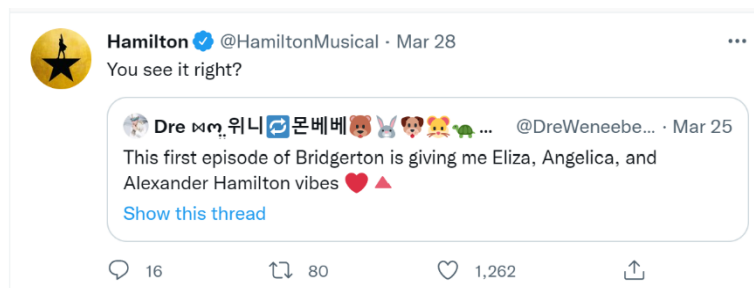 Hamilton @HamiltonMusical · Mar 28
You see it right?
Dre ⋈ന్ల위니🔁몬베베🐻🐰🐶🐹🐢 ... @DreWeneebe... · Mar 25
This first episode of Bridgerton is giving me Eliza, Angelica, and
Alexander Hamilton vibes ❤️🔺
Show this thread
16 80 1,262